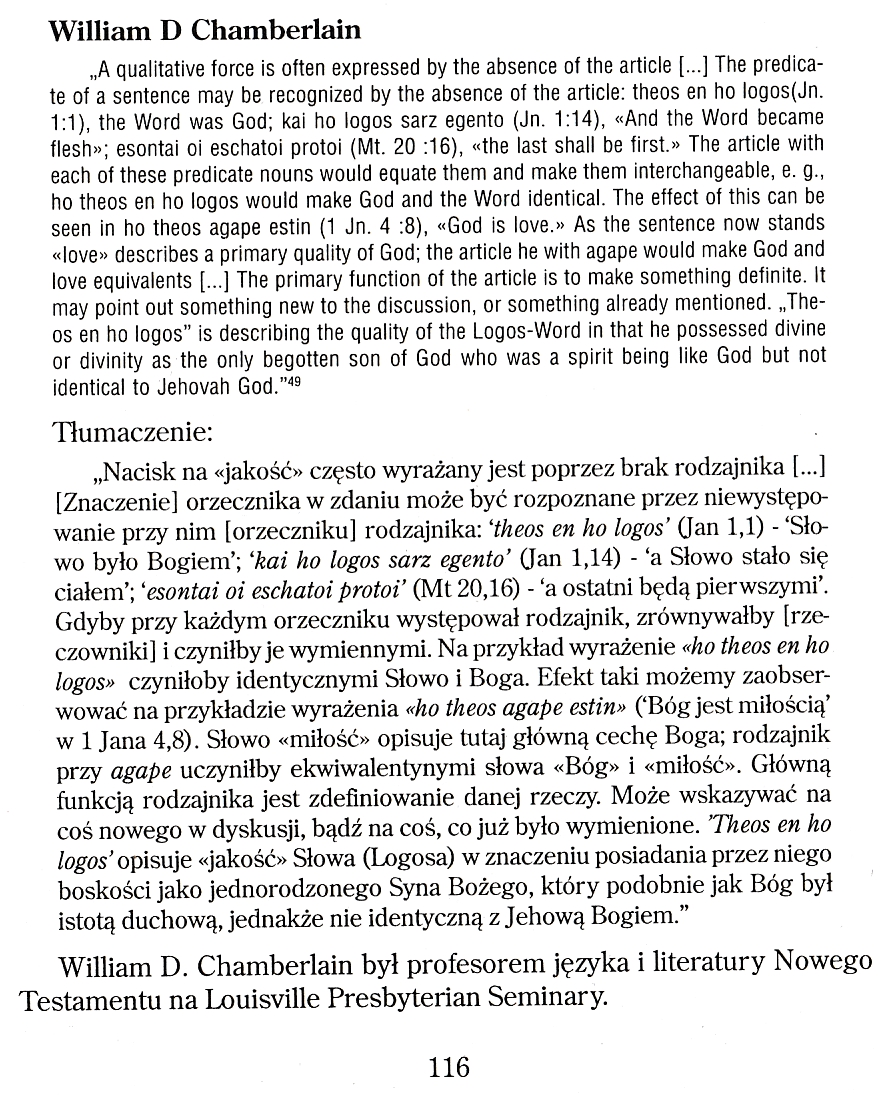 William D Chamberlain
„A qualitative force is often expressed by the absence of the article [...] The predica-
te of a sentence may be recognized by the absence of the article: theos en ho logos(Jn.
1:1), the Word was God; kai ho logos sarz egento (Jn. 1:14), «And the Word became
flesh»; esontai oi eschatoi protoi (Mt. 20 :16), «the last shall be first.» The article with
each of these predicate nouns would equate them and make them interchangeable, e. g.,
ho theos en ho logos would make God and the Word identical. The effect of this can be
seen in ho theos agape estin (1 Jn. 4 :8), «God is love.» As the sentence now stands
«love» describes a primary quality of God; the article he with agape would make God and
love equivalents [...] The primary function of the article is to make something definite. It
may point out something new to the discussion, or something already mentioned. „The-
os en ho logos” is describing the quality of the Logos-Word in that he possessed divine
or divinity as the only begotten son of God who was a spirit being like God but not
identical to Jehovah God.”49
Tłumaczenie:
„Nacisk na «jakość» często wyrażany jest poprzez brak rodzajnika [...]
[Znaczenie] orzecznika w zdaniu może być rozpoznane przez niewystępo-
wanie przy nim [orzeczniku] rodzajnika: ‘theos en ho logos’ (Jan 1,1) - ‘Sło-
wo było Bogiem’; ‘kai ho logos sarz egento’ (Jan 1,14) - ‘a Słowo stało się
ciałem’; ‘esontai oi eschatoi protoi’ (Mt 20,16) - ‘a ostatni będą pierwszymi’.
Gdyby przy każdym orzeczniku występował rodzajnik, zrównywałby [rze-
czowniki] i czyniłby je wymiennymi. Na przykład wyrażenie «ho theos en ho
logos» czyniłoby identycznymi Słowo i Boga. Efekt taki możemy zaobser-
wować na przykładzie wyrażenia «ho theos agape estin» (‘Bóg jest miłością’
w 1 Jana 4,8). Słowo «miłość» opisuje tutaj główną cechę Boga; rodzajnik
przy agape uczyniłby ekwiwalentynymi słowa «Bóg» i «miłość». Główną
funkcją rodzajnika jest zdefiniowanie danej rzeczy. Może wskazywać na
coś nowego w dyskusji, bądź na coś, co już było wymienione. ’Theos en ho
logos’ opisuje «jakość» Słowa (Logosa) w znaczeniu posiadania przez niego
boskości jako jednorodzonego Syna Bożego, który podobnie jak Bóg był
istotą duchową, jednakże nie identyczną z Jehową Bogiem.”
William D. Chamberlain był profesorem języka i literatury Nowego
Testamentu na Louisville Presbyterian Seminary.
116